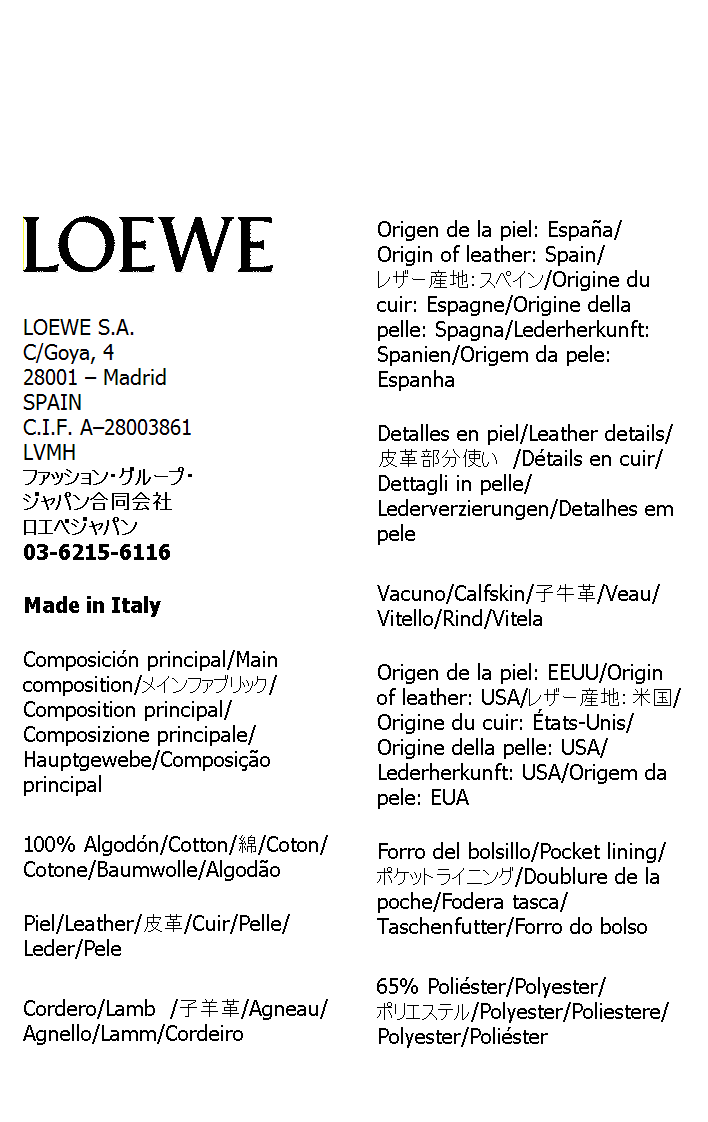 LOEWE
LOEWE S.A.
C/Goya, 4
28001 – Madrid
SPAIN
C.I.F. A–28003861
LVMH
ファッション・グループ・
ジャパン合同会社
ロエベジャパン
03-6215-6116
Made in Italy
Composición principal/Main
composition/メインファブリック/
Composition principal/
Composizione principale/
Hauptgewebe/Composição
principal
100% Algodón/Cotton/綿/Coton/
Cotone/Baumwolle/Algodão
Piel/Leather/皮革/Cuir/Pelle/
Leder/Pele
Cordero/Lamb /子羊革/Agneau/
Agnello/Lamm/Cordeiro
Origen de la piel: España/
Origin of leather: Spain/
レザー産地：スペイン/Origine du
cuir: Espagne/Origine della
pelle: Spagna/Lederherkunft:
Spanien/Origem da pele:
Espanha
Detalles en piel/Leather details/
皮革部分使い /Détails en cuir/
Dettagli in pelle/
Lederverzierungen/Detalhes em
pele
Vacuno/Calfskin/子牛革/Veau/
Vitello/Rind/Vitela
Origen de la piel: EEUU/Origin
of leather: USA/レザー産地：米国/
Origine du cuir: États-Unis/
Origine della pelle: USA/
Lederherkunft: USA/Origem da
pele: EUA
Forro del bolsillo/Pocket lining/
ポケットライニング/Doublure de la
poche/Fodera tasca/
Taschenfutter/Forro do bolso
65% Poliéster/Polyester/
ポリエステル/Polyester/Poliestere/
Polyester/Poliéster